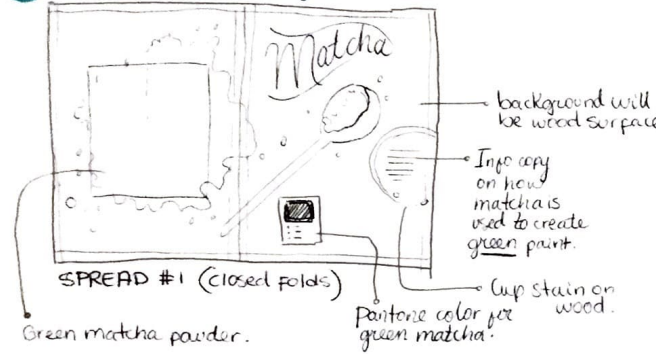 Matcha
background will
be wood surface
Info copy
on how
matcha is
used to create
green paint.
SPREAD #1 (closed folds)
Cup stain on
wood.
Pantone color for
green matcha.
Green matcha powder.